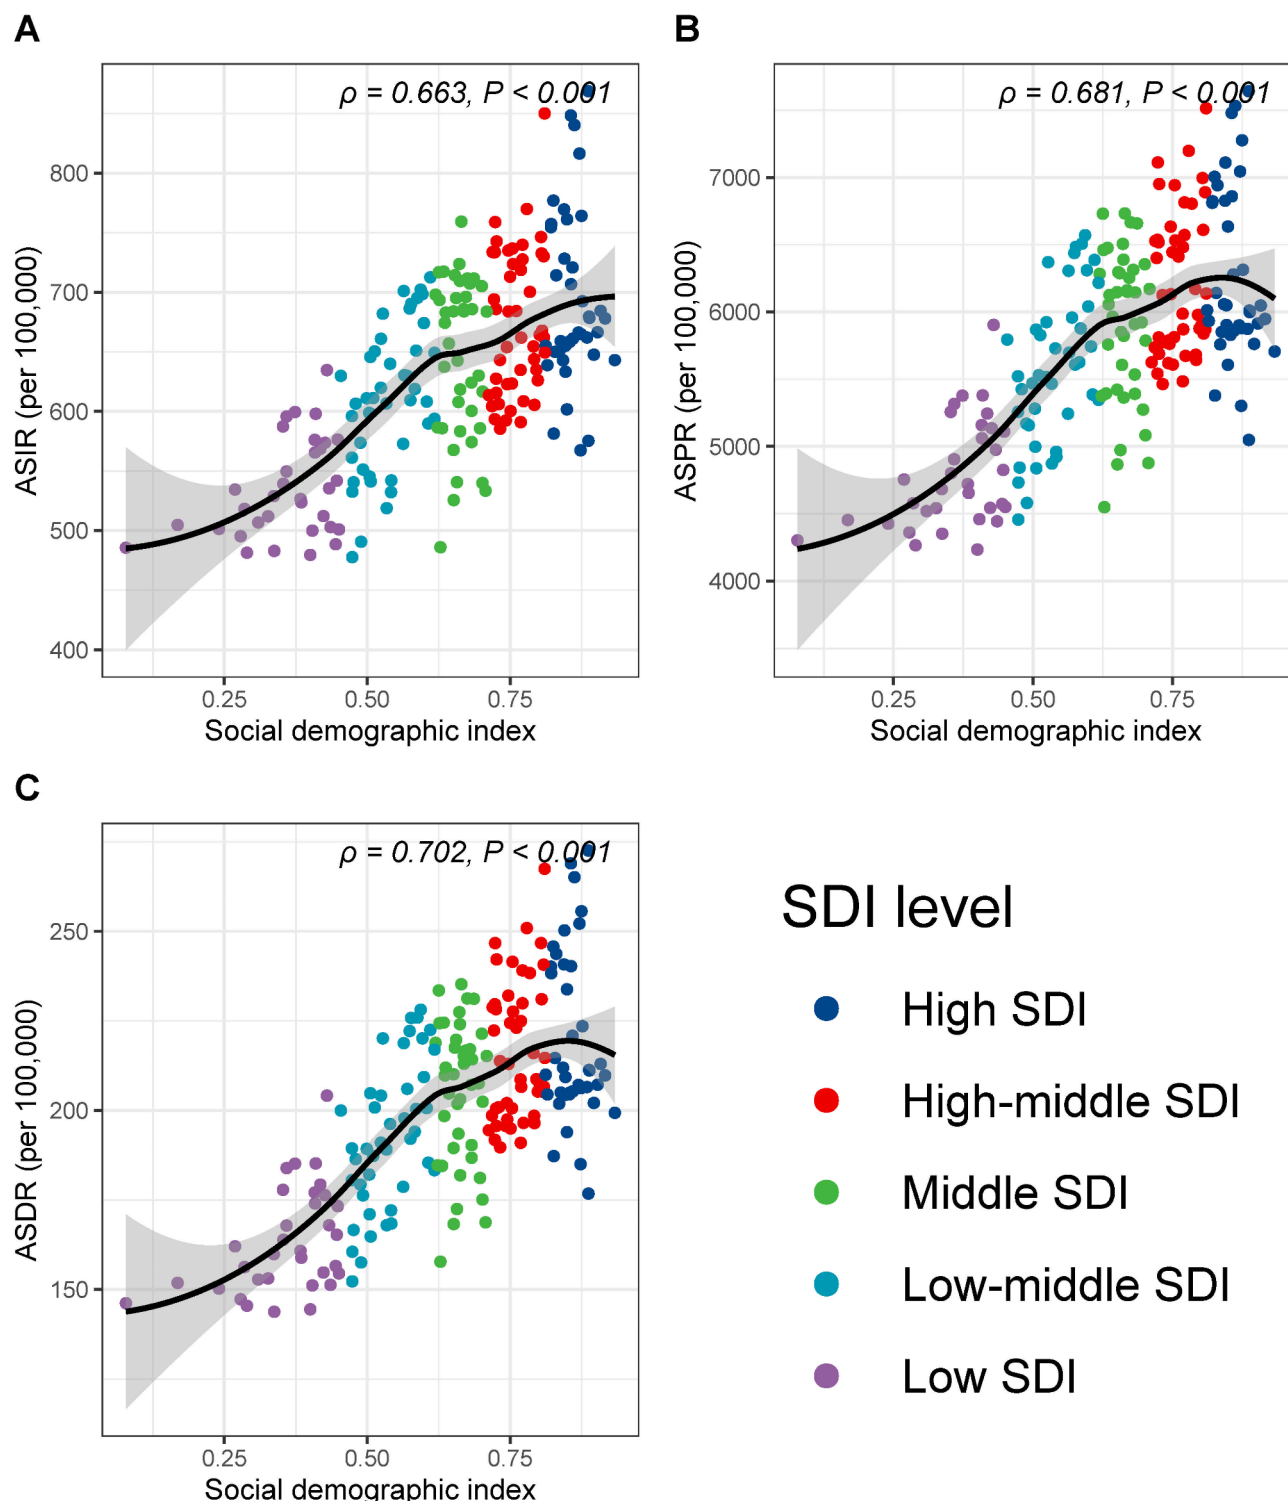 A
ρ = 0.663, P < 0.001
ASIR (per 100,000)
800
700
600
500
400
0.25 0.50 0.75
Social demographic index
B
ρ = 0.681, P < 0.001
ASPR (per 100,000)
7000
6000
5000
4000
0.25 0.50 0.75
Social demographic index
C
ρ = 0.702, P < 0.001
ASDR (per 100,000)
250
200
150
0.25 0.50 0.75
Social demographic index
SDI level
High SDI
High-middle SDI
Middle SDI
Low-middle SDI
Low SDI